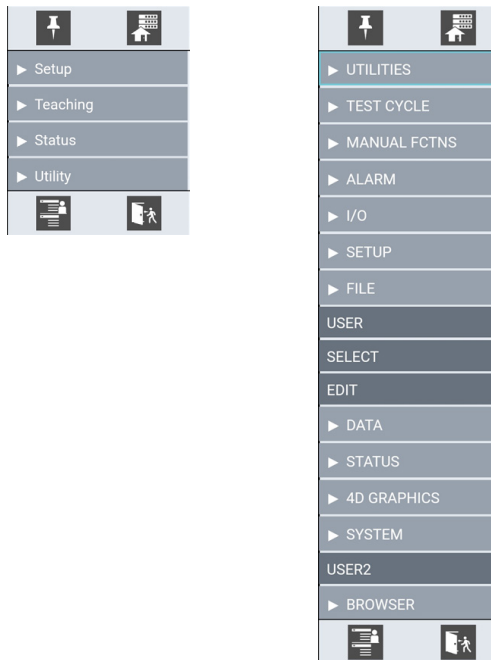 Setup
Teaching
Status
Utility
UTILITIES
TEST CYCLE
MANUAL FCTNS
ALARM
I/O
SETUP
FILE
USER
SELECT
EDIT
DATA
STATUS
4D GRAPHICS
SYSTEM
USER2
BROWSER